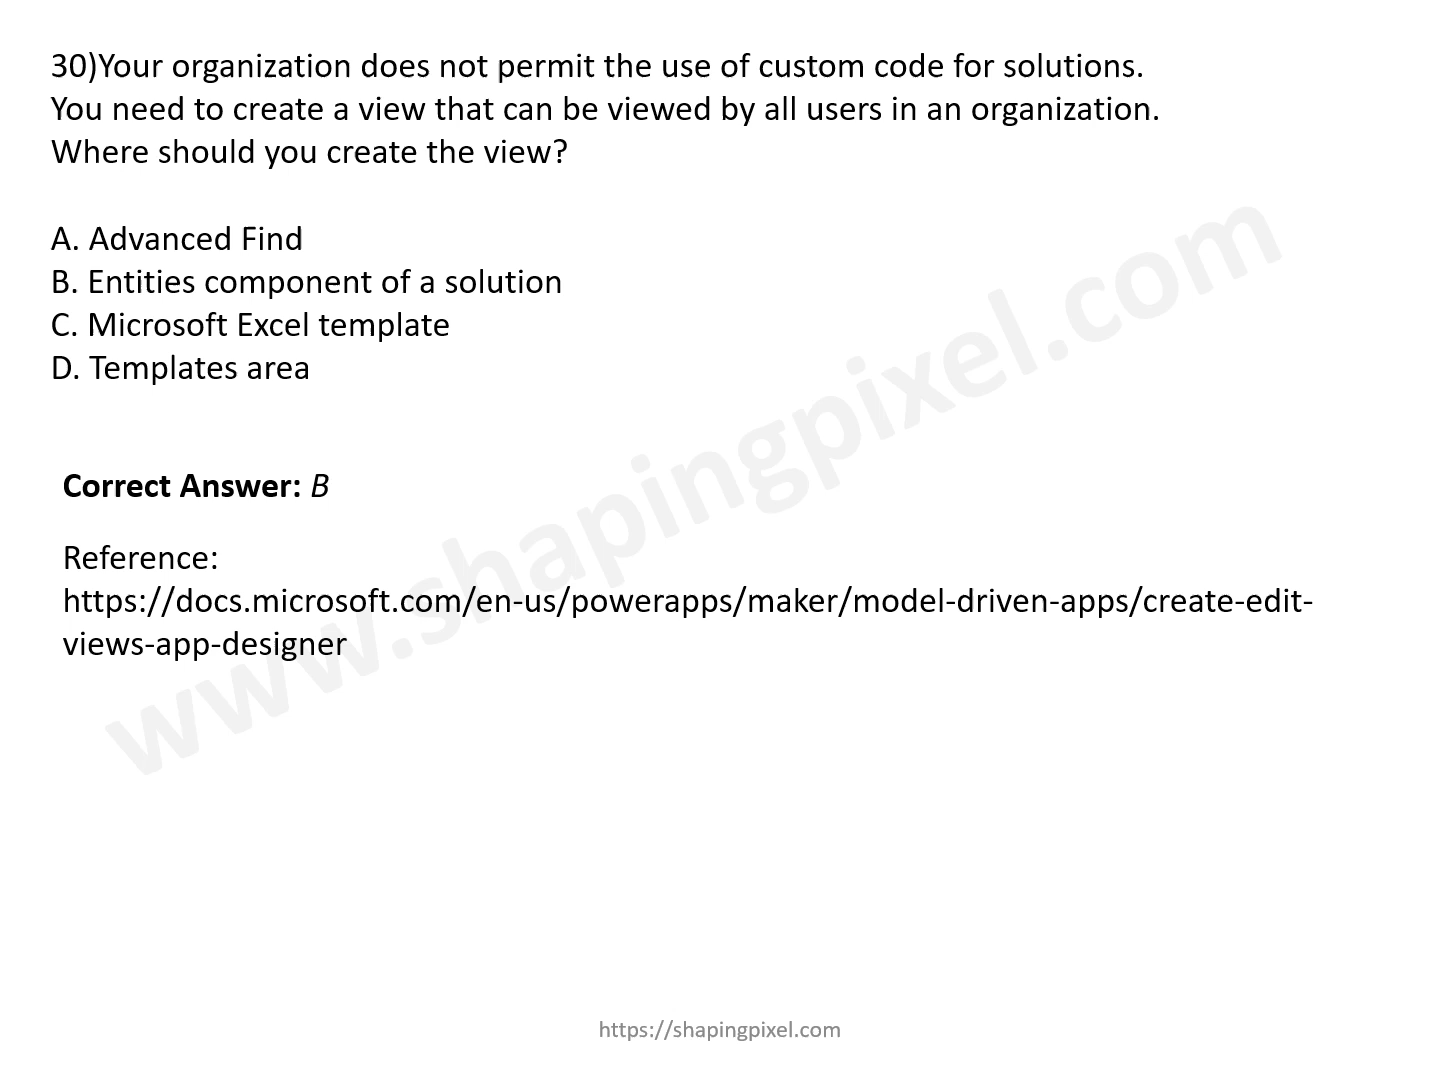 30)Your organization does not permit the use of custom code for solutions.
You need to create a view that can be viewed by all users in an organization.
Where should you create the view?
A. Advanced Find
B. Entities component of a solution
C. Microsoft Excel template
D. Templates area
Correct Answer: B
Reference:
https://docs.microsoft.com/en-us/powerapps/maker/model-driven-apps/create-edit-
views-app-designer
www.shapingpixel.com
https://shapingpixel.com